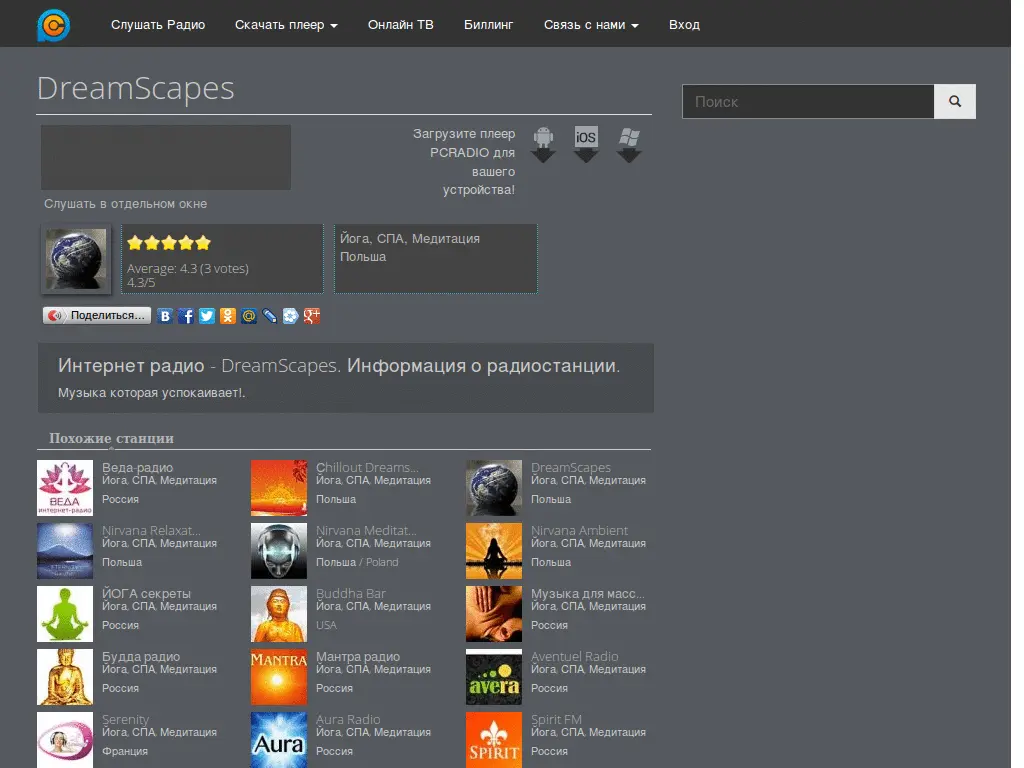 Слушать Радио Скачать плеер Онлайн ТВ Биллинг Связь с нами Вход
DreamScapes
Поиск
Загрузите плеер
PCRADIO для
вашего
устройства!
iOS
Слушать в отдельном окне
Average: 4.3 (3 votes)
4.3/5
Йога, СПА, Медитация
Польша
Поделиться…
Интернет радио - DreamScapes. Информация о радиостанции.
Музыка которая успокаивает!.
Похожие станции
ВЕДА
интернет-радио
Веда-радио
Йога, СПА, Медитация
Россия
Chillout Dreams...
Йога, СПА, Медитация
Польша
DreamScapes
Йога, СПА, Медитация
Польша
Nirvana Relaxat...
Йога, СПА, Медитация
Польша
Nirvana Meditat...
Йога, СПА, Медитация
Польша / Poland
Nirvana Ambient
Йога, СПА, Медитация
Польша
ЙОГА секреты
Йога, СПА, Медитация
Россия
Buddha Bar
Йога, СПА, Медитация
USA
Музыка для масс...
Йога, СПА, Медитация
Россия
Будда радио
Йога, СПА, Медитация
Россия
МАNTRА
Мантра радио
Йога, СПА, Медитация
Россия
avera
Aventuel Radio
Йога, СПА, Медитация
Россия
Serenity
Йога, СПА, Медитация
Франция
Aura
Aura Radio
Йога, СПА, Медитация
Россия
SPIRIT
Spirit FM
Йога, СПА, Медитация
Россия